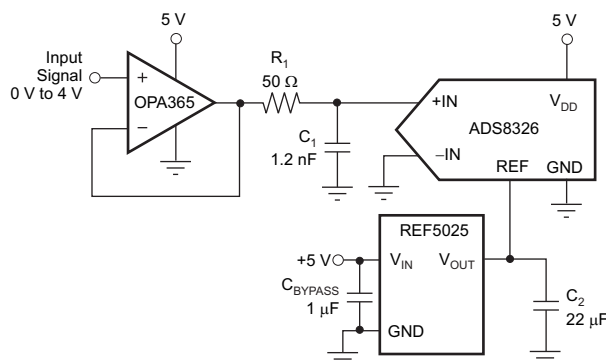 5 V
Input
Signal
0 V to 4 V
+
−
OPA365
R1
50 Ω
C1
1.2 nF
5 V
+IN
VDD
ADS8326
−IN
REF
GND
REF5025
+5 V
VIN
VOUT
CBYPASS
1 μF
GND
C2
22 μF